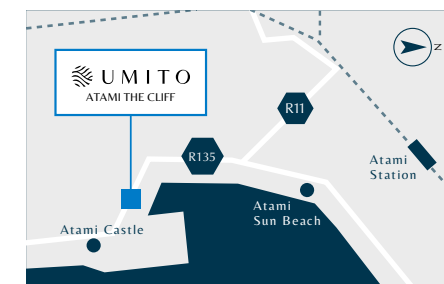 UMITO
ATAMI THE CLIFF
N
R11
R135
Atami
Station
Atami
Sun Beach
Atami Castle